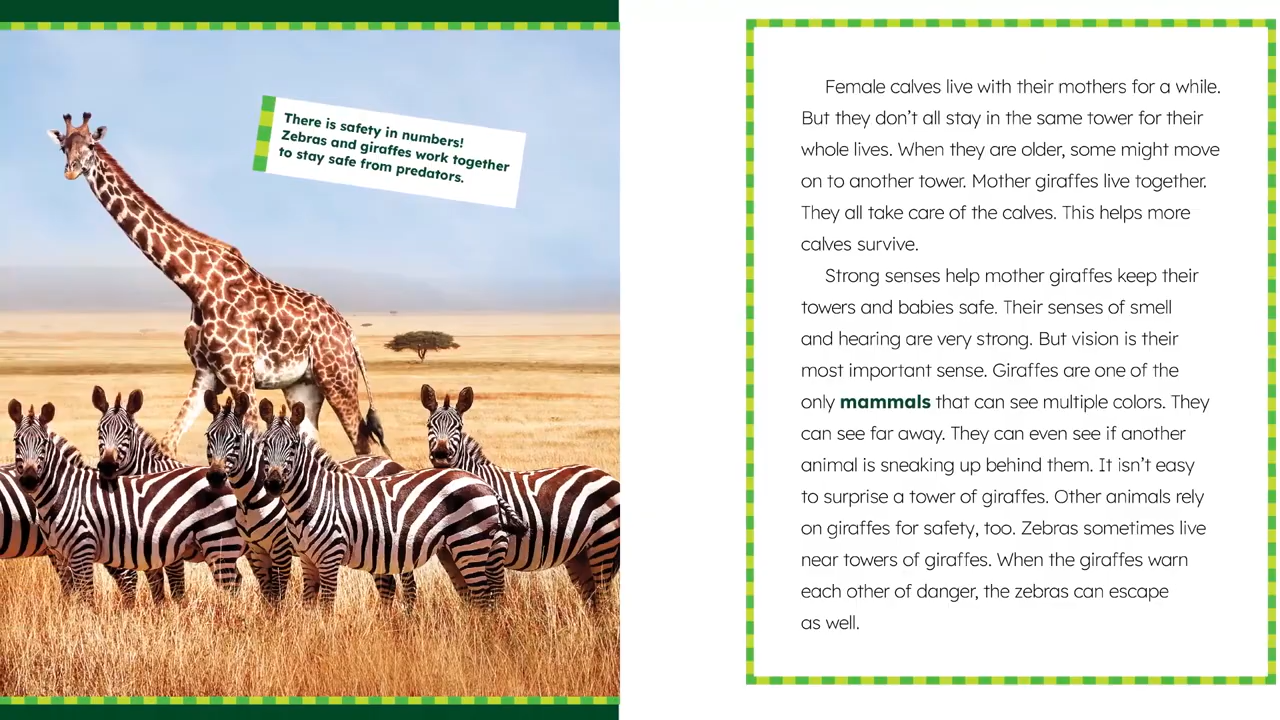 There is safety in numbers!
Zebras and giraffes work together
to stay safe from predators.
Female calves live with their mothers for a while.
But they don’t all stay in the same tower for their
whole lives. When they are older, some might move
on to another tower. Mother giraffes live together.
They all take care of the calves. This helps more
calves survive.
Strong senses help mother giraffes keep their
towers and babies safe. Their senses of smell
and hearing are very strong. But vision is their
most important sense. Giraffes are one of the
only mammals that can see multiple colors. They
can see far away. They can even see if another
animal is sneaking up behind them. It isn’t easy
to surprise a tower of giraffes. Other animals rely
on giraffes for safety, too. Zebras sometimes live
near towers of giraffes. When the giraffes warn
each other of danger, the zebras can escape
as well.